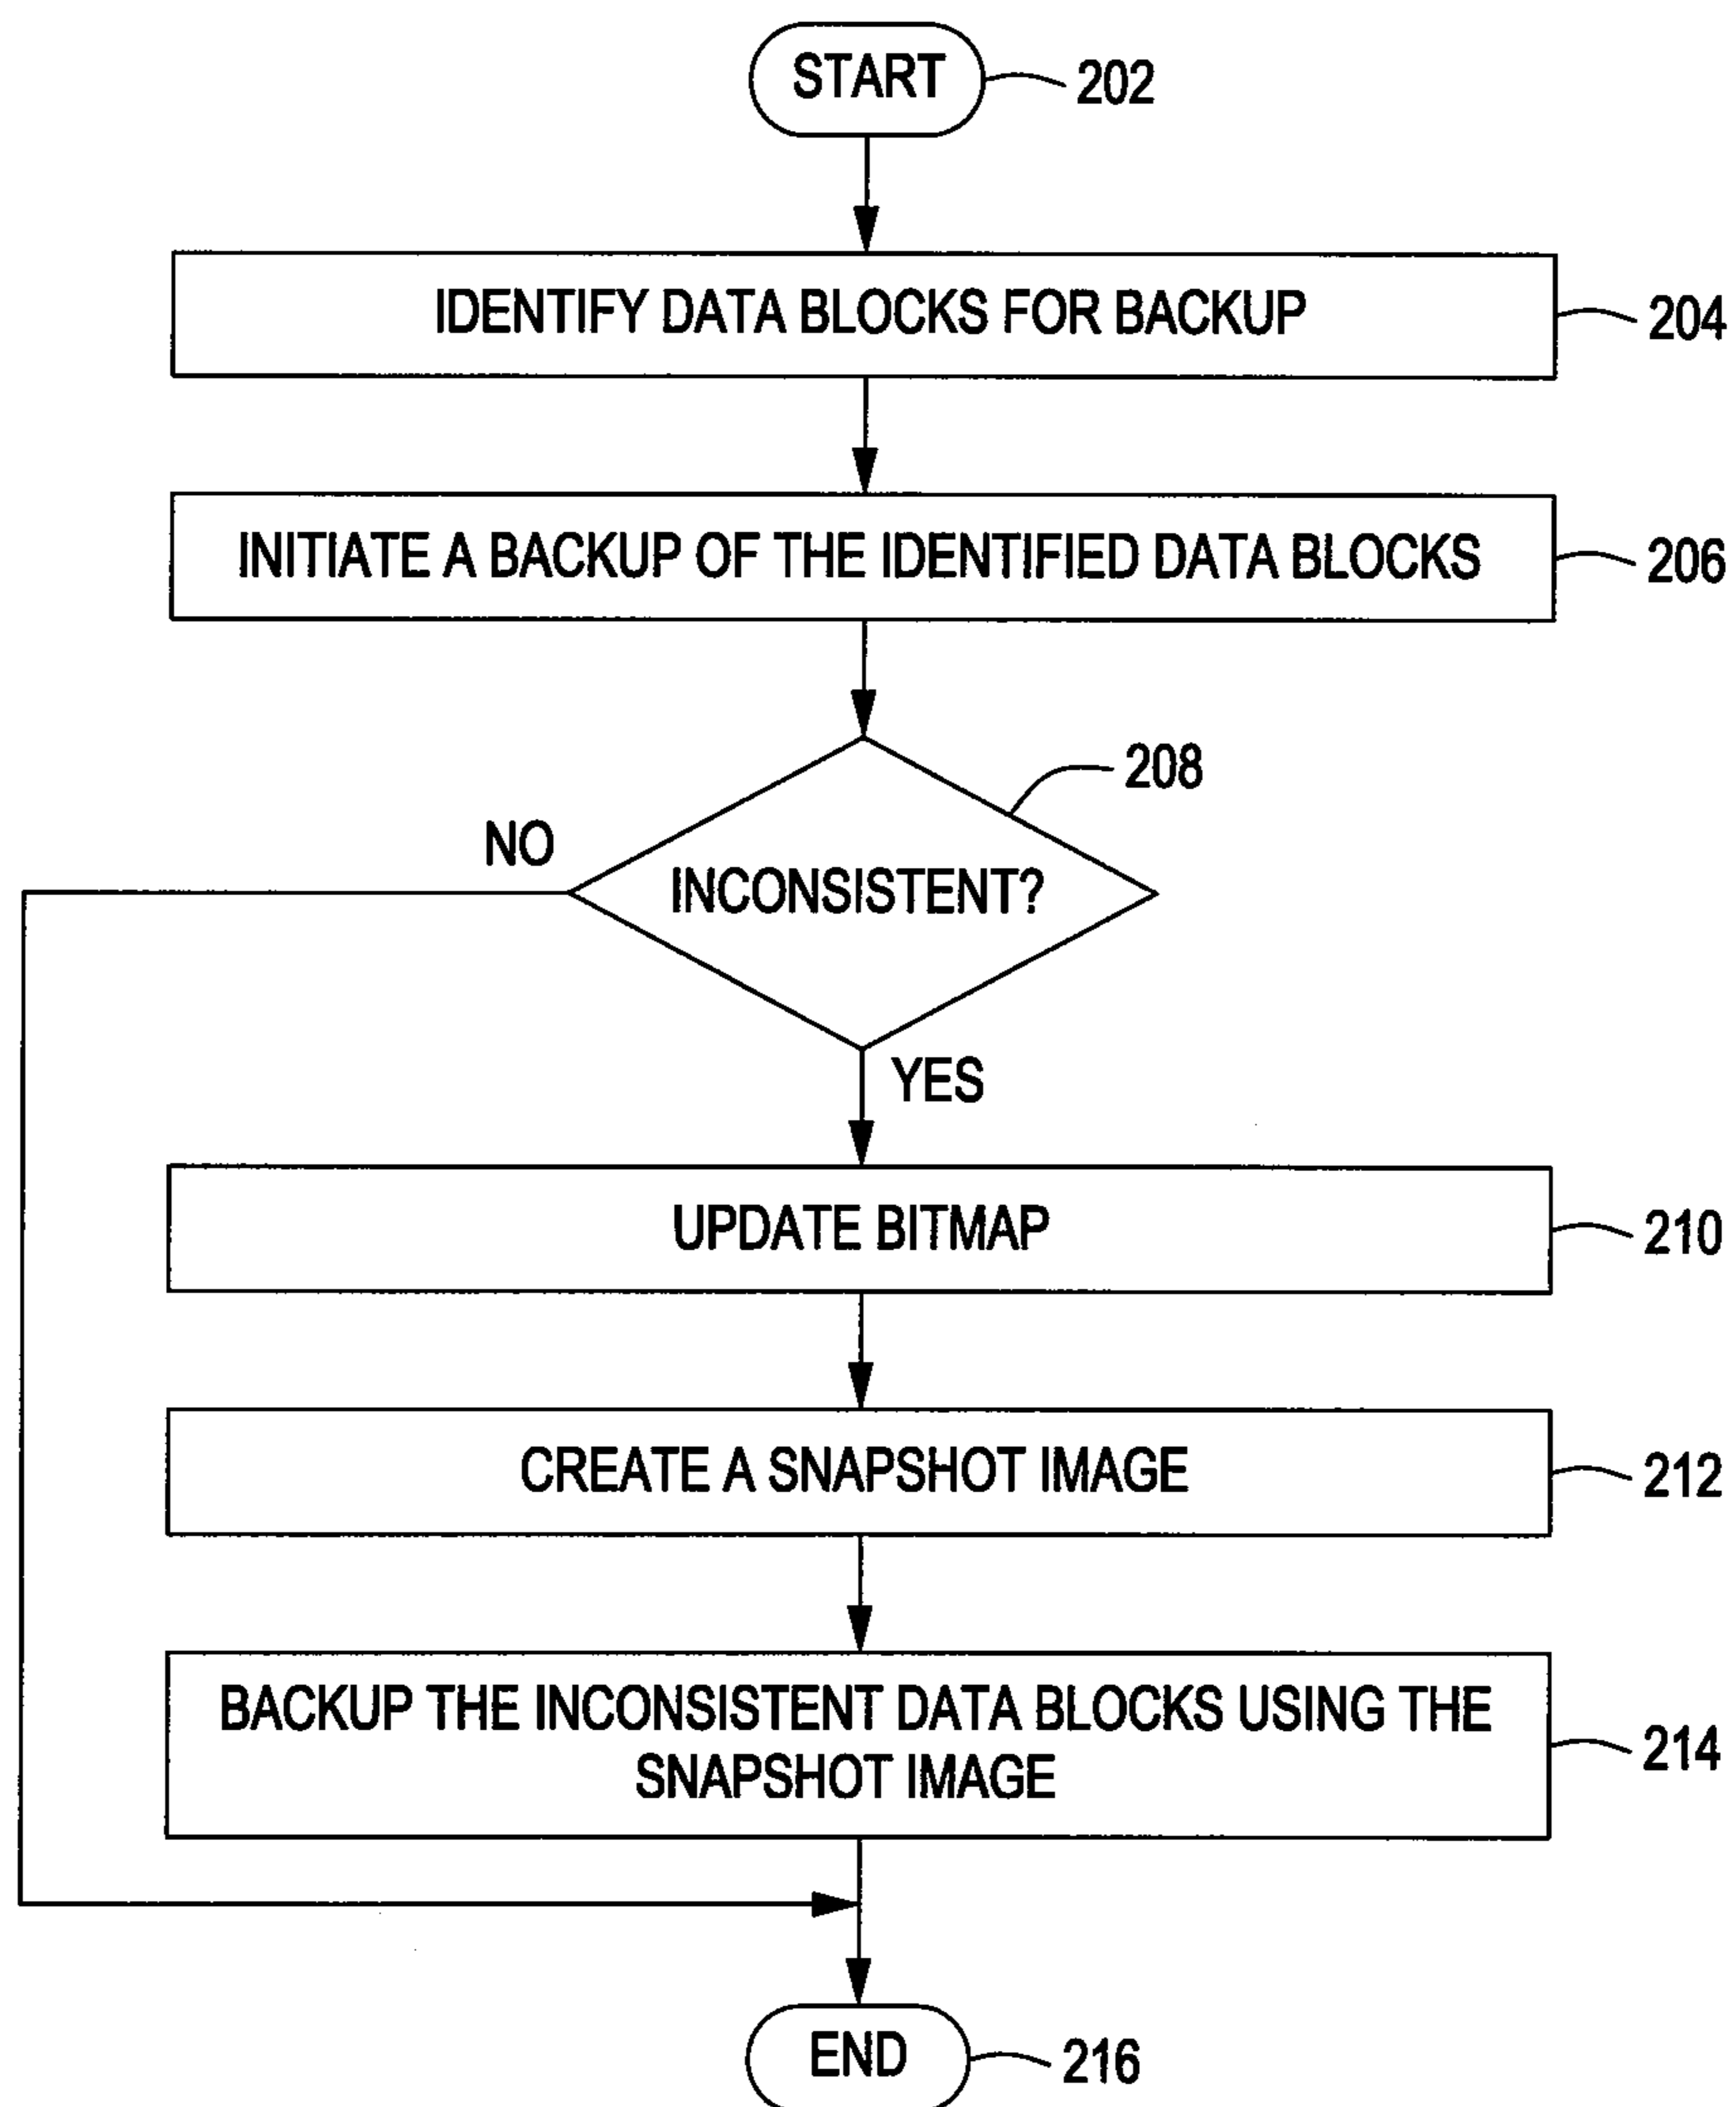 START
202
IDENTIFY DATA BLOCKS FOR BACKUP
204
INITIATE A BACKUP OF THE IDENTIFIED DATA BLOCKS
206
208
NO
INCONSISTENT?
YES
UPDATE BITMAP
210
CREATE A SNAPSHOT IMAGE
212
BACKUP THE INCONSISTENT DATA BLOCKS USING THE
SNAPSHOT IMAGE
214
END
216